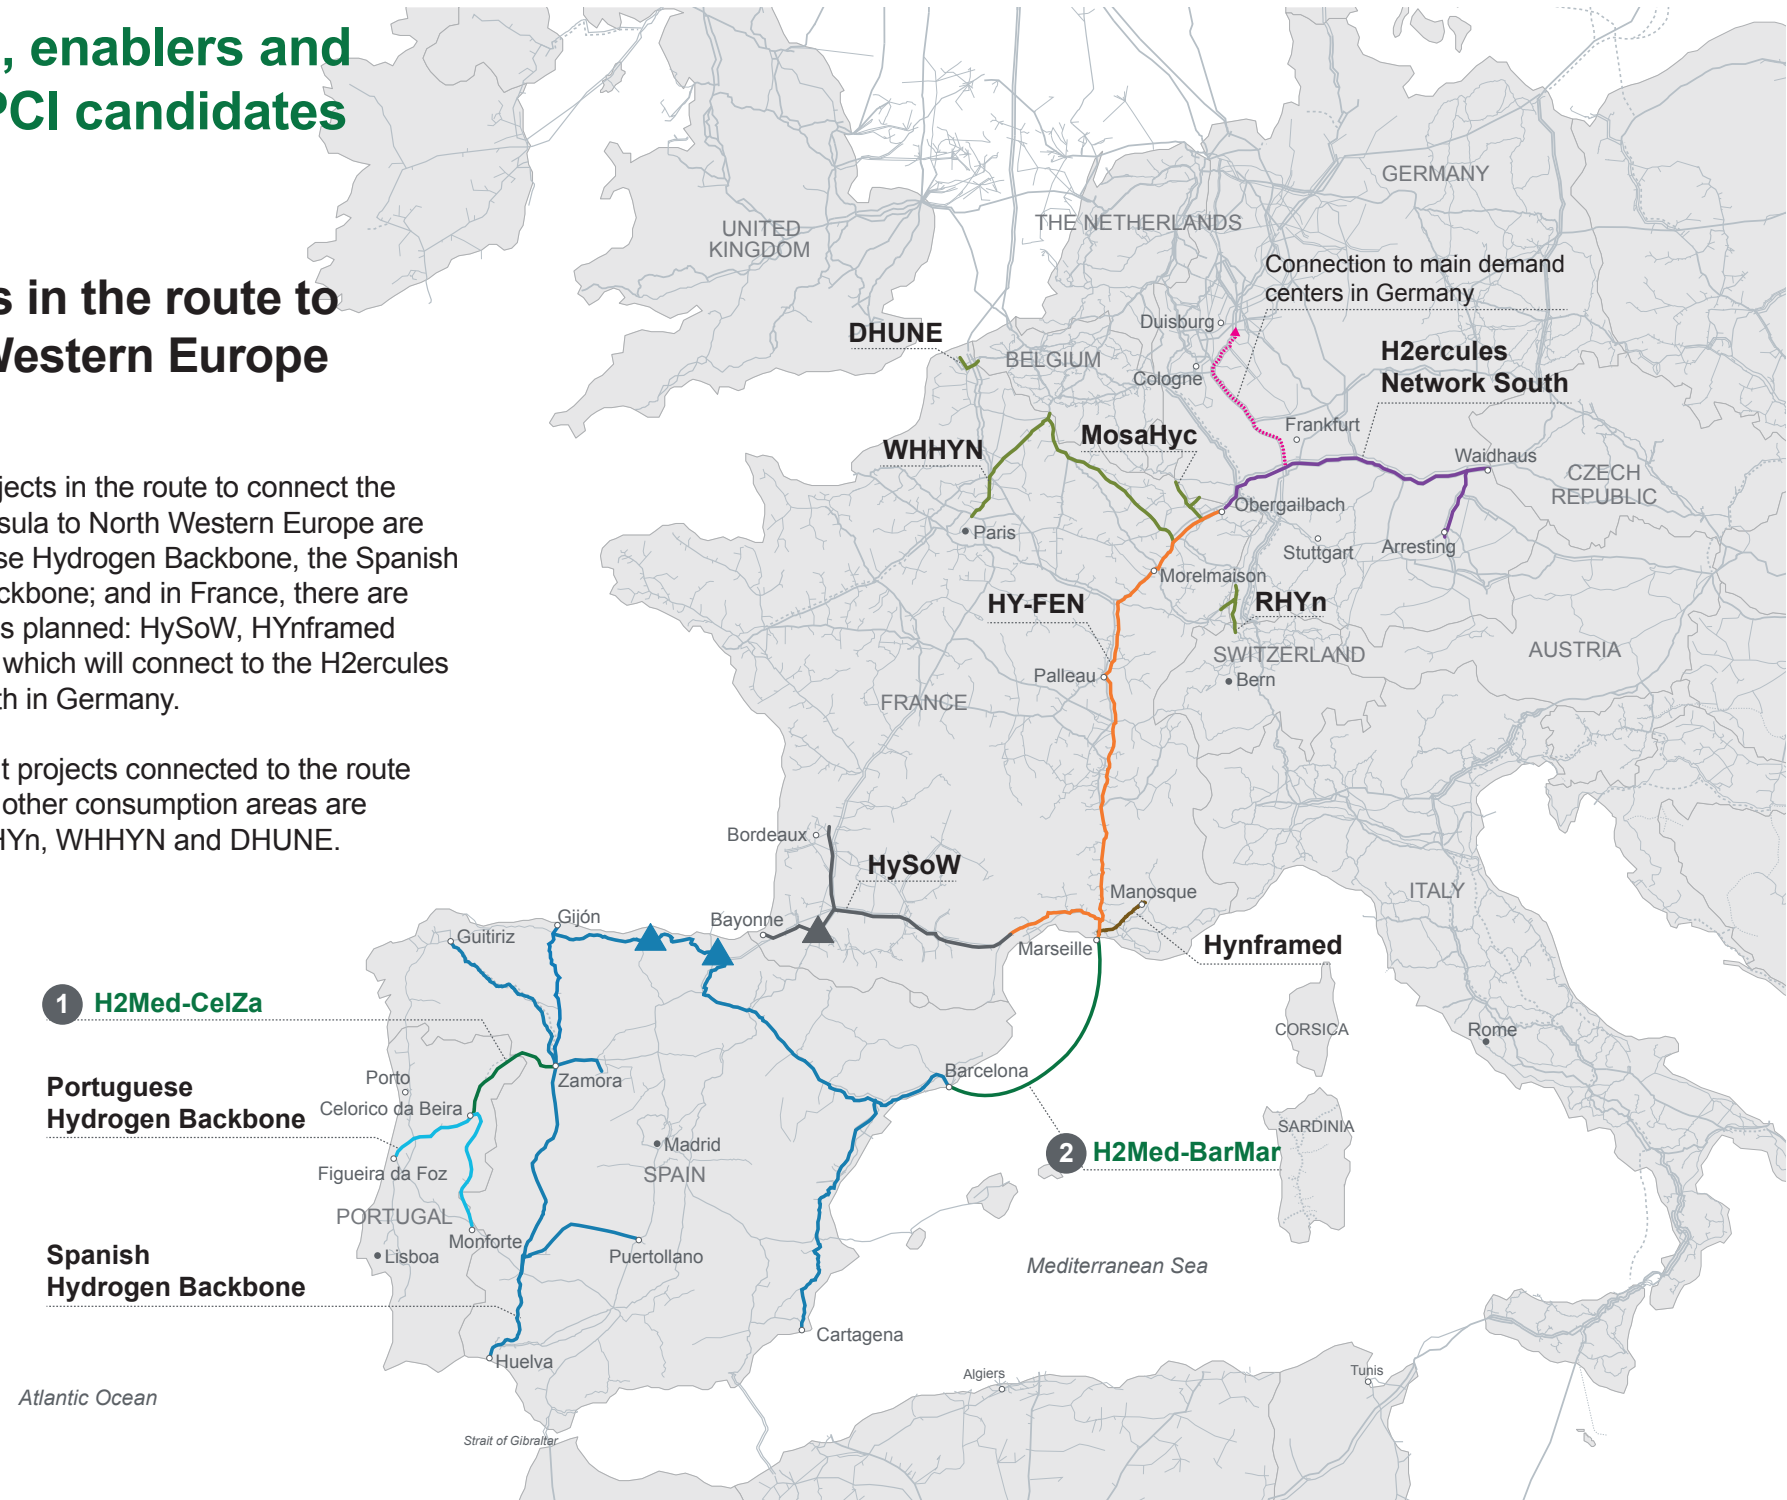 , enablers and
PCI candidates
s in the route to
Western Europe
jects in the route to connect the
sula to North Western Europe are
se Hydrogen Backbone, the Spanish
ckbone; and in France, there are
s planned: HySoW, HYnframed
which will connect to the H2ercules
th in Germany.
t projects connected to the route
other consumption areas are
HYn, WHHYN and DHUNE.
UNITED
KINGDOM
THE NETHERLANDS
GERMANY
Connection to main demand
centers in Germany
Duisburg
DHUNE
BELGIUM
Cologne
H2ercules
Network South
Frankfurt
WHHYN
MosaHyc
Waidhaus
CZECH
REPUBLIC
Obergailbach
Paris
Stuttgart
Arresting
Morelmaison
HY-FEN
RHYn
SWITZERLAND
AUSTRIA
Palleau
Bern
FRANCE
Bordeaux
HySoW
Manosque
ITALY
Gijón
Bayonne
Guitiriz
Marseille
Hynframed
1 H2Med-CelZa
CORSICA
Rome
Barcelona
Zamora
Porto
Portuguese
Hydrogen Backbone
Celorico da Beira
SARDINIA
Madrid
2 H2Med-BarMar
Figueira da Foz
SPAIN
PORTUGAL
Monforte
Lisboa
Puertollano
Spanish
Hydrogen Backbone
Mediterranean Sea
Cartagena
Huelva
Algiers
Tunis
Atlantic Ocean
Strait of Gibraltar